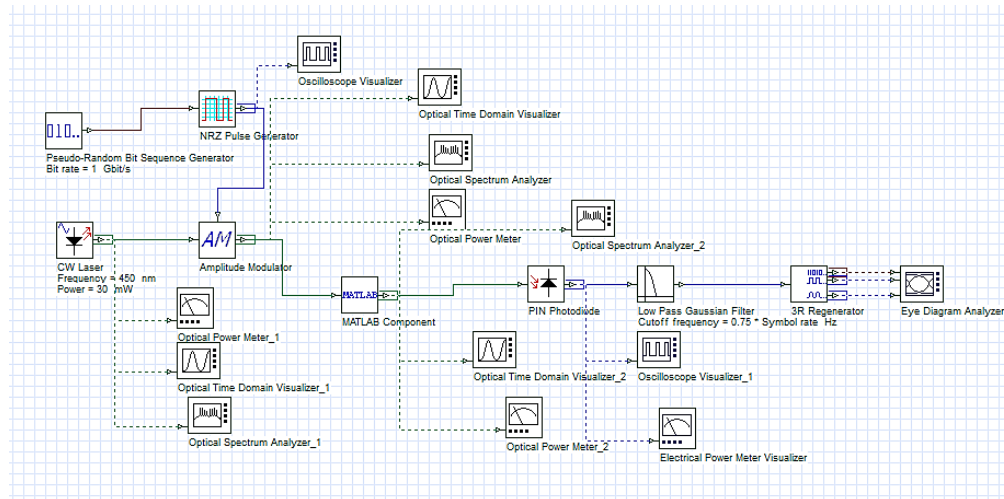 Oscilloscope Visualizer
Optical Time Domain Visualizer
NRZ Pulse Generator
010..
Pseudo-Random Bit Sequence Generator
Bit rate = 1 Gbit/s
Optical Spectrum Analyzer
Optical Power Meter
Optical Spectrum Analyzer_2
AM
CW Laser
Frequency = 450 nm
Power = 30 mW
Amplitude Modulator
MATLAB
MATLAB Component
PIN Photodiode
Low Pass Gaussian Filter
Cutoff frequency = 0.75 * Symbol rate Hz
3R Regenerator
Eye Diagram Analyzer
Optical Power Meter_1
Optical Time Domain Visualizer_1
Optical Time Domain Visualizer_2
Oscilloscope Visualizer_1
Optical Spectrum Analyzer_1
Optical Power Meter_2
Electrical Power Meter Visualizer